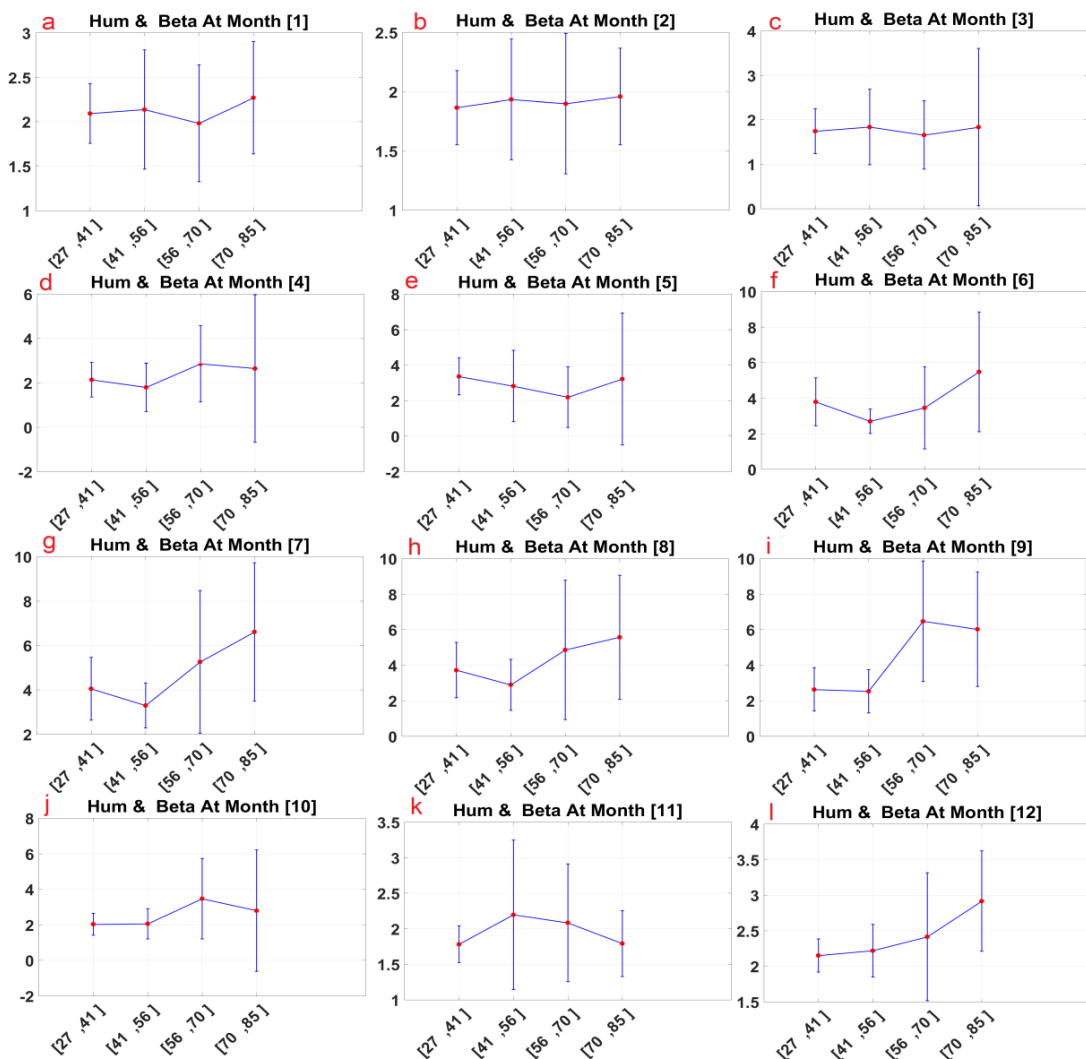 a Hum & Beta At Month [1]
3
2.5
2
1.5
1
[27 ,41 ]
[41 ,56 ]
[56 ,70 ]
[70 ,85 ]
b Hum & Beta At Month [2]
2.5
2
1.5
1
[27 ,41 ]
[41 ,56 ]
[56 ,70 ]
[70 ,85 ]
c Hum & Beta At Month [3]
4
3
2
1
0
[27 ,41 ]
[41 ,56 ]
[56 ,70 ]
[70 ,85 ]
d Hum & Beta At Month [4]
6
4
2
0
-2
[27 ,41 ]
[41 ,56 ]
[56 ,70 ]
[70 ,85 ]
e Hum & Beta At Month [5]
8
6
4
2
0
-2
[27 ,41 ]
[41 ,56 ]
[56 ,70 ]
[70 ,85 ]
f Hum & Beta At Month [6]
10
8
6
4
2
0
[27 ,41 ]
[41 ,56 ]
[56 ,70 ]
[70 ,85 ]
g Hum & Beta At Month [7]
10
8
6
4
2
[27 ,41 ]
[41 ,56 ]
[56 ,70 ]
[70 ,85 ]
h Hum & Beta At Month [8]
10
8
6
4
2
0
[27 ,41 ]
[41 ,56 ]
[56 ,70 ]
[70 ,85 ]
i Hum & Beta At Month [9]
10
8
6
4
2
0
[27 ,41 ]
[41 ,56 ]
[56 ,70 ]
[70 ,85 ]
j Hum & Beta At Month [10]
8
6
4
2
0
-2
[27 ,41 ]
[41 ,56 ]
[56 ,70 ]
[70 ,85 ]
k Hum & Beta At Month [11]
3.5
3
2.5
2
1.5
1
[27 ,41 ]
[41 ,56 ]
[56 ,70 ]
[70 ,85 ]
l Hum & Beta At Month [12]
4
3.5
3
2.5
2
1.5
[27 ,41 ]
[41 ,56 ]
[56 ,70 ]
[70 ,85 ]